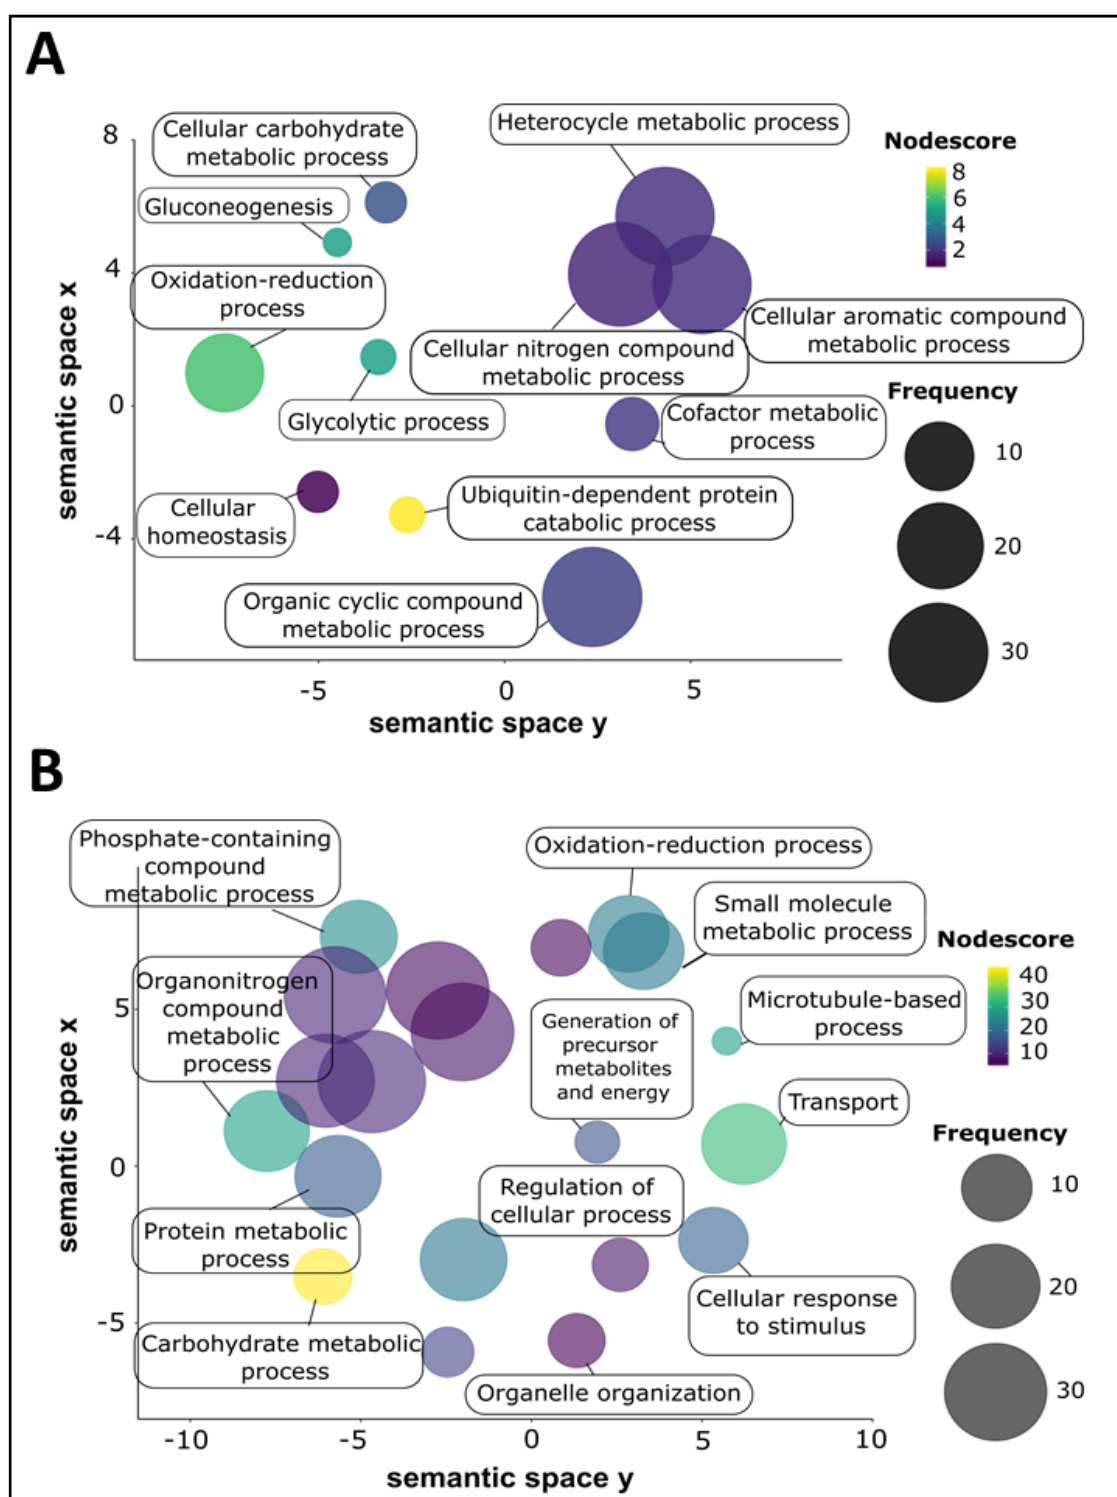 A
Cellular carbohydrate
metabolic process
Heterocycle metabolic process
Gluconeogenesis
Oxidation-reduction
process
Cellular aromatic compound
metabolic process
Cellular nitrogen compound
metabolic process
Glycolytic process
Cofactor metabolic
process
Cellular
homeostasis
Ubiquitin-dependent protein
catabolic process
Organic cyclic compound
metabolic process
8
4
0
-4
semantic space x
-5
0
5
semantic space y
Nodescore
8
6
4
2
Frequency
10
20
30
B
Phosphate-containing
compound
metabolic process
Oxidation-reduction process
Small molecule
metabolic process
Organonitrogen
compound
metabolic
process
Microtubule-based
process
Generation of
precursor
metabolites
and energy
Transport
Regulation of
cellular process
Protein metabolic
process
Cellular response
to stimulus
Carbohydrate metabolic
process
Organelle organization
5
0
-5
semantic space x
-10
-5
0
5
10
semantic space y
Nodescore
40
30
20
10
Frequency
10
20
30